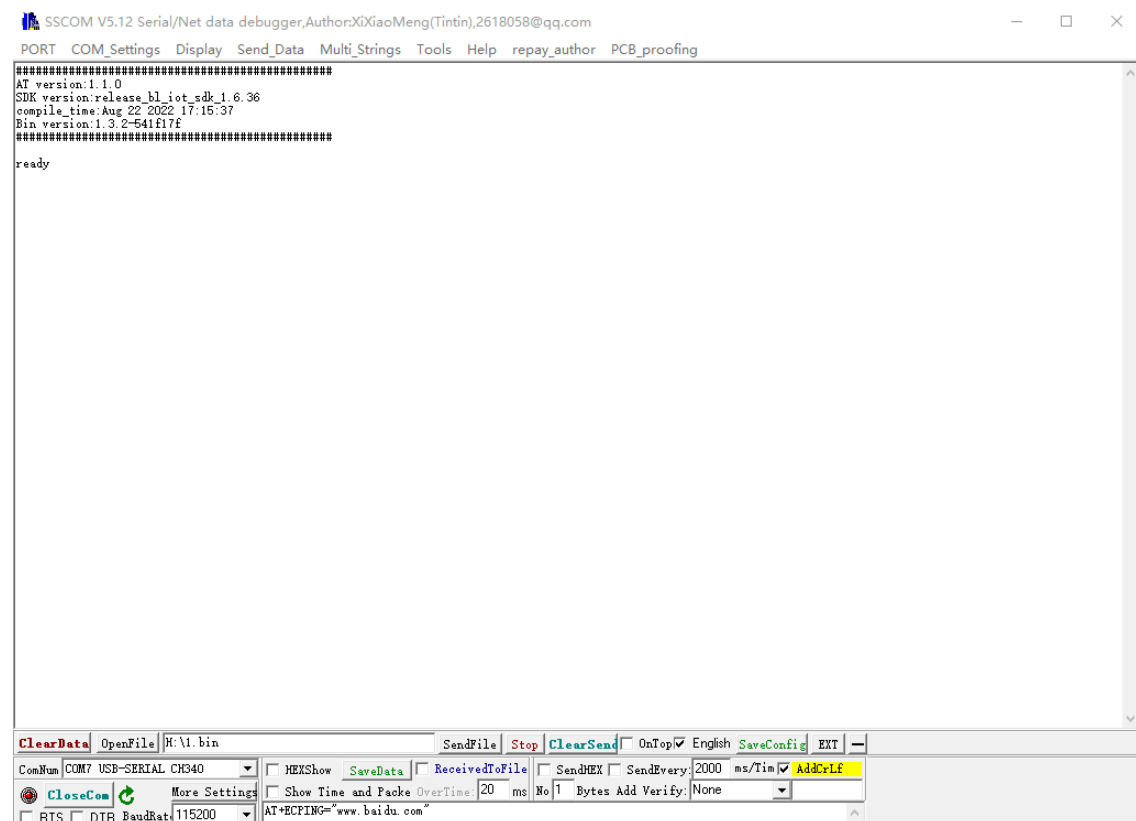 SSCOM V5.12 Serial/Net data debugger,Author:XiXiaoMeng(Tintin),2618058@qq.com
PORT COM_Settings Display Send_Data Multi_Strings Tools Help repay_author PCB_proofing
################################################
AT version:1.1.0
SDK version:release_bl_iot_sdk_1.6.36
compile_time:Aug 22 2022 17:15:37
Bin version:1.3.2-541f17f
################################################
ready
ClearData OpenFile H:\1.bin SendFile Stop ClearSend OnTop English SaveConfig EXT
ComNum COM7 USB-SERIAL CH340 HEXShow SaveData ReceivedToFile SendHEX SendEvery: 2000 ms/Tim AddCrLf
CloseCom More Settings Show Time and Packe OverTime: 20 ms No 1 Bytes Add Verify: None
RTS DTR BaudRat: 115200 AT+ECPING="www.baidu.com"